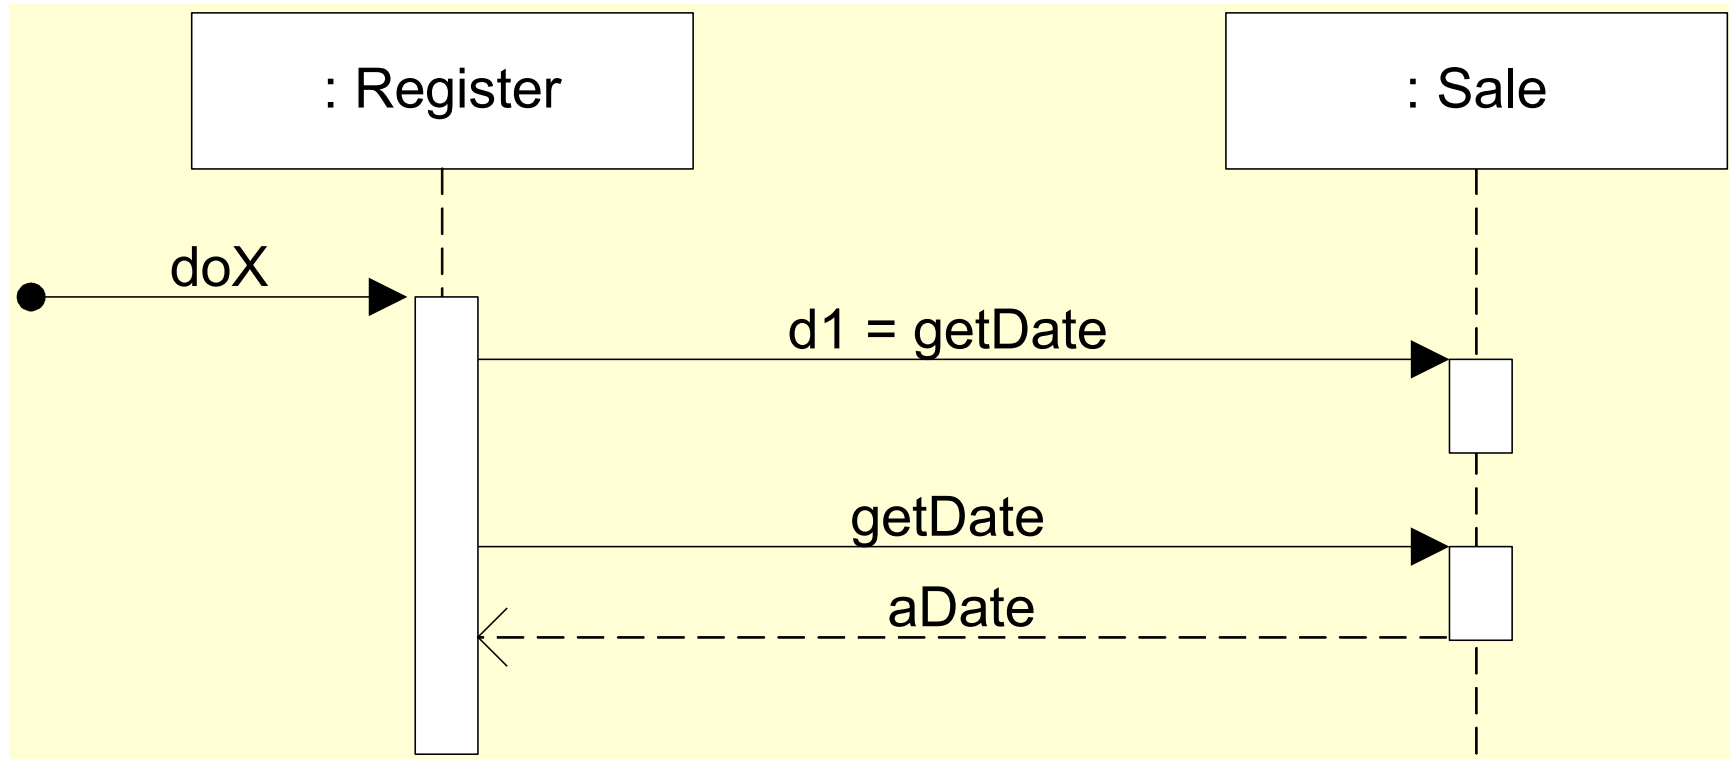 : Register
: Sale
doX
d1 = getDate
getDate
aDate